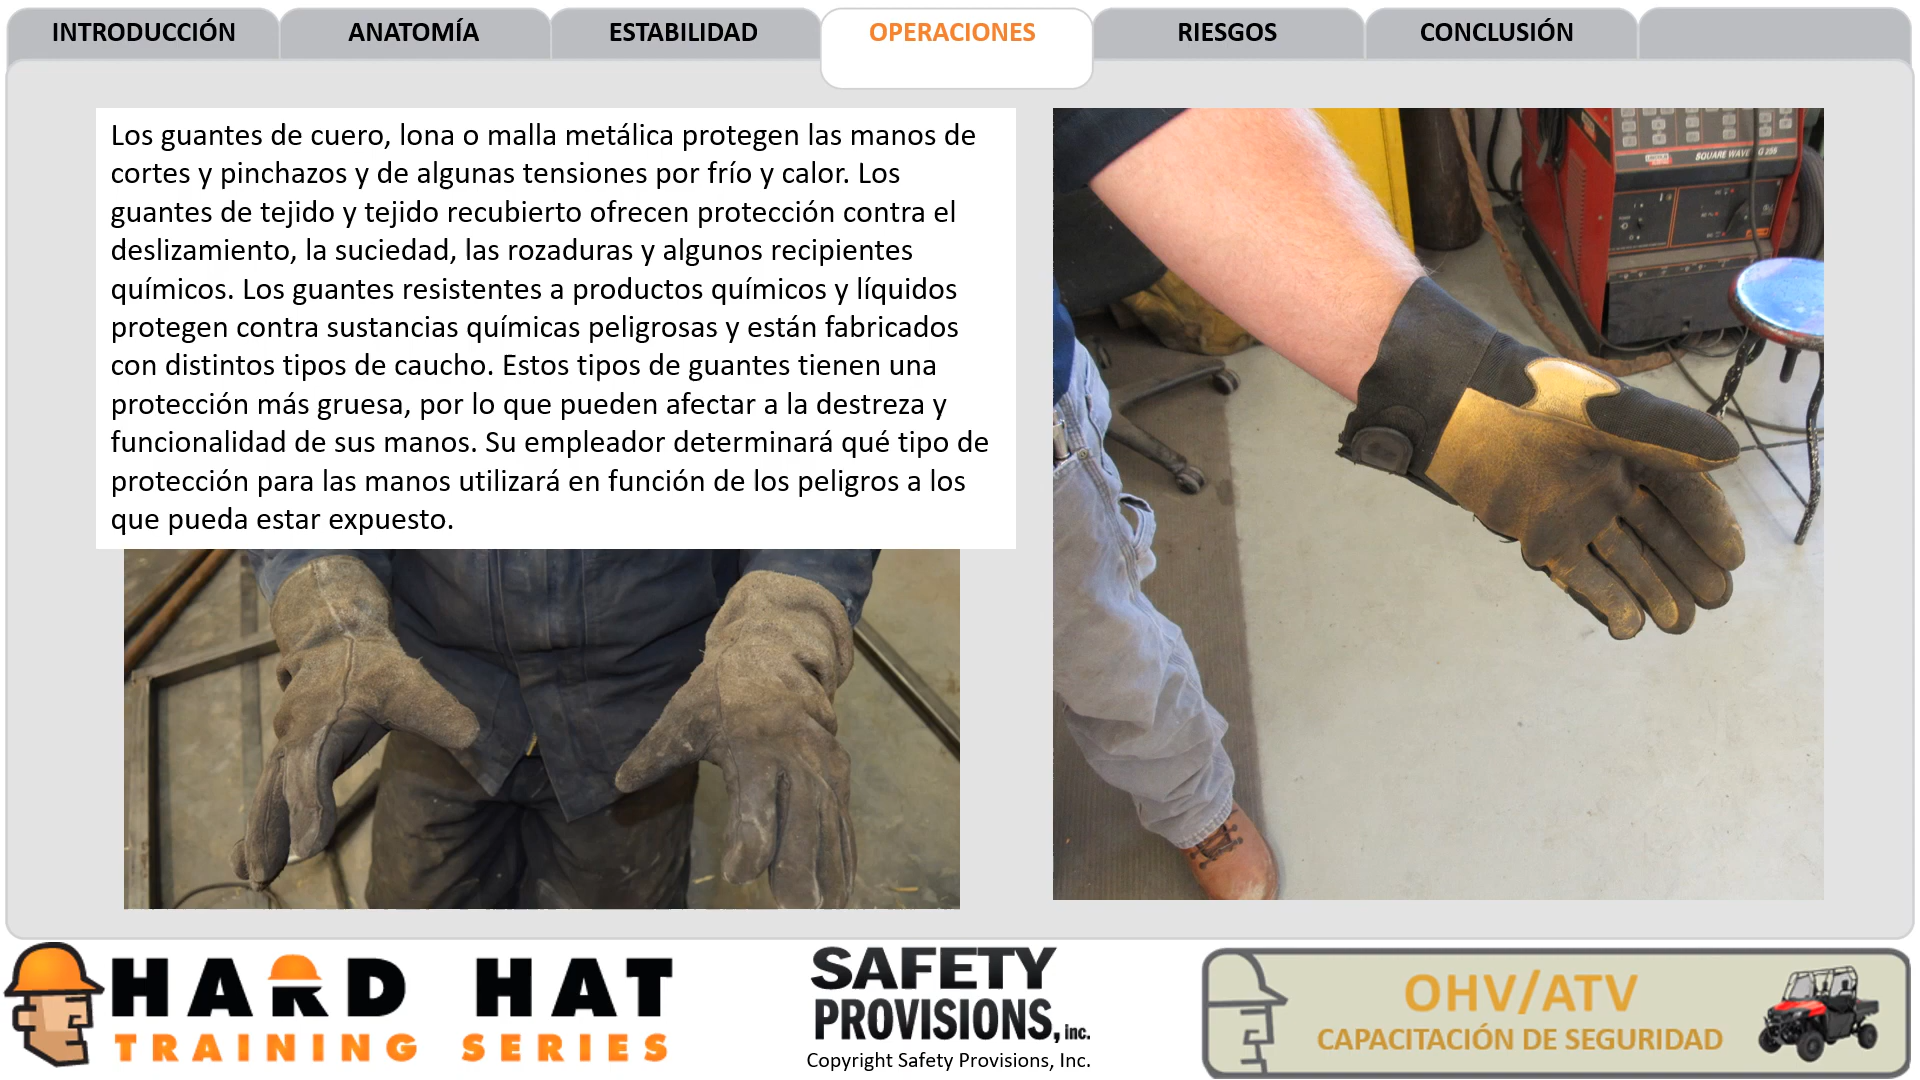 INTRODUCCIÓN
ANATOMÍA
ESTABILIDAD
OPERACIONES
RIESGOS
CONCLUSIÓN
Los guantes de cuero, lona o malla metálica protegen las manos de
cortes y pinchazos y de algunas tensiones por frío y calor. Los
guantes de tejido y tejido recubierto ofrecen protección contra el
deslizamiento, la suciedad, las rozaduras y algunos recipientes
químicos. Los guantes resistentes a productos químicos y líquidos
protegen contra sustancias químicas peligrosas y están fabricados
con distintos tipos de caucho. Estos tipos de guantes tienen una
protección más gruesa, por lo que pueden afectar a la destreza y
funcionalidad de sus manos. Su empleador determinará qué tipo de
protección para las manos utilizará en función de los peligros a los
que pueda estar expuesto.
SQUARE WAVE
G 255
HARD HAT
TRAINING SERIES
SAFETY
PROVISIONS, inc.
Copyright Safety Provisions, Inc.
OHV/ATV
CAPACITACIÓN DE SEGURIDAD